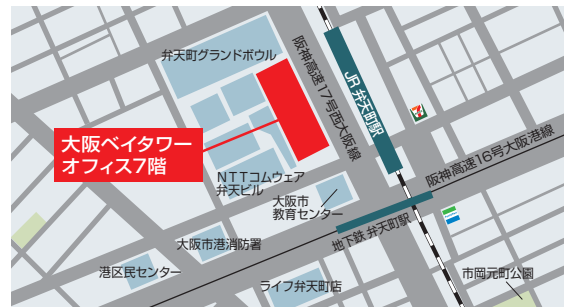 弁天町グランドボウル
阪神高速17号西大阪線
JR 弁天町駅
7
大阪ベイタワー
オフィス7階
NTTコムウェア
弁天ビル
大阪市
教育センター
阪神高速16号大阪港線
地下鉄 弁天町駅
大阪市港消防署
港区民センター
ライフ弁天町店
市岡元町公園